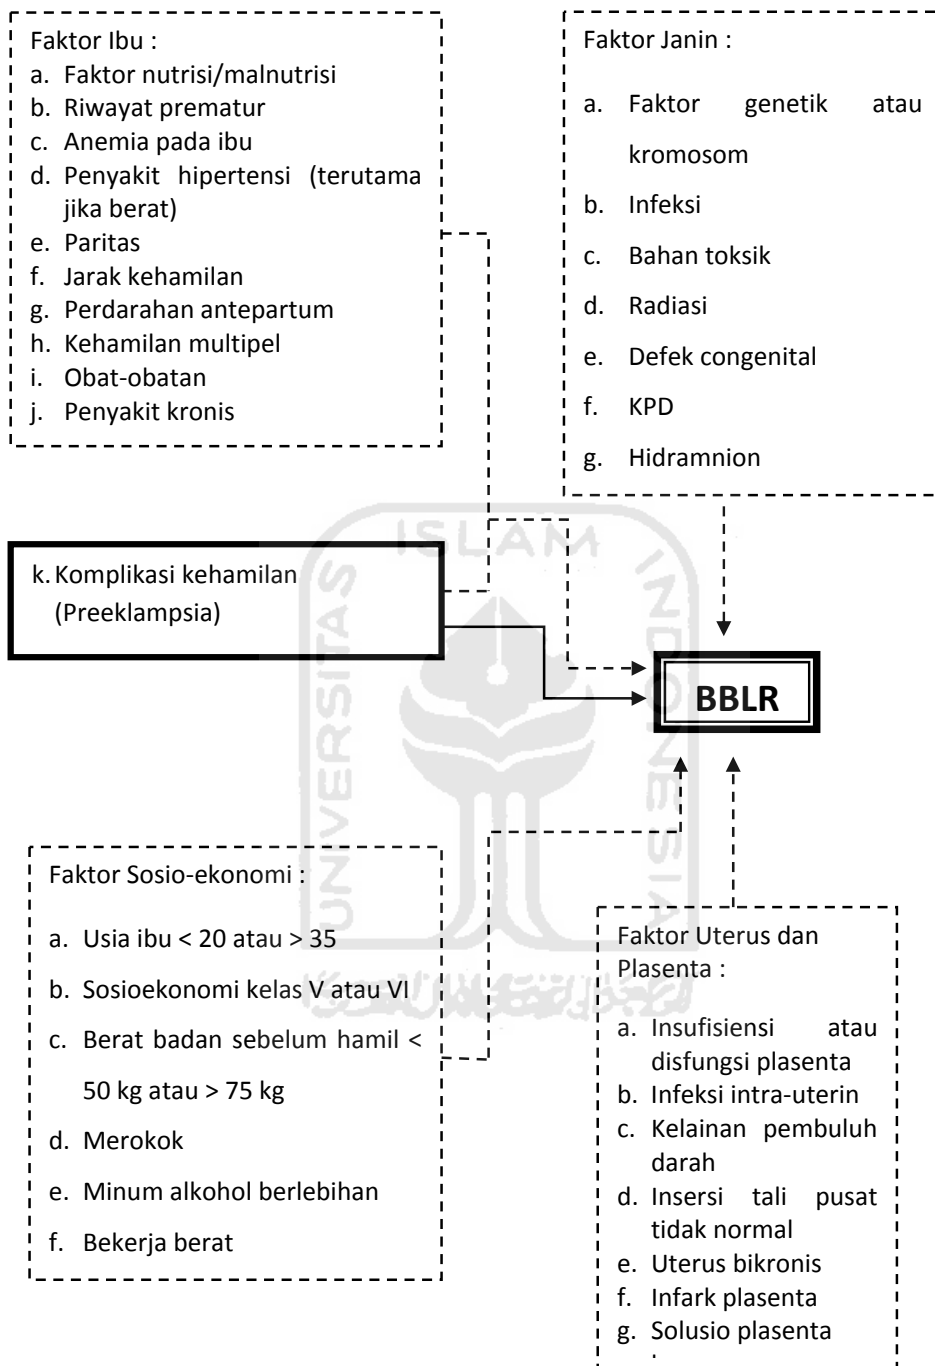 Faktor Ibu :
a. Faktor nutrisi/malnutrisi
b. Riwayat prematur
c. Anemia pada ibu
d. Penyakit hipertensi (terutama
jika berat)
e. Paritas
f. Jarak kehamilan
g. Perdarahan antepartum
h. Kehamilan multipel
i. Obat-obatan
j. Penyakit kronis
Faktor Janin :
a. Faktor genetik atau
kromosom
b. Infeksi
c. Bahan toksik
d. Radiasi
e. Defek congenital
f. KPD
g. Hidramnion
k. Komplikasi kehamilan
(Preeklampsia)
BBLR
Faktor Sosio-ekonomi :
a. Usia ibu < 20 atau > 35
b. Sosioekonomi kelas V atau VI
c. Berat badan sebelum hamil <
50 kg atau > 75 kg
d. Merokok
e. Minum alkohol berlebihan
f. Bekerja berat
Faktor Uterus dan
Plasenta :
a. Insufisiensi atau
disfungsi plasenta
b. Infeksi intra-uterin
c. Kelainan pembuluh
darah
d. Insersi tali pusat
tidak normal
e. Uterus bikronis
f. Infark plasenta
g. Solusio plasenta
UNIVERSITAS
ISLAM
INDONESIA